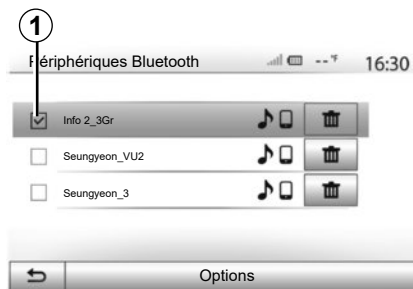 1
Périphériques Bluetooth -- °F 16:30
Info 2_3Gr
Seungyeon_VU2
Seungyeon_3
Options